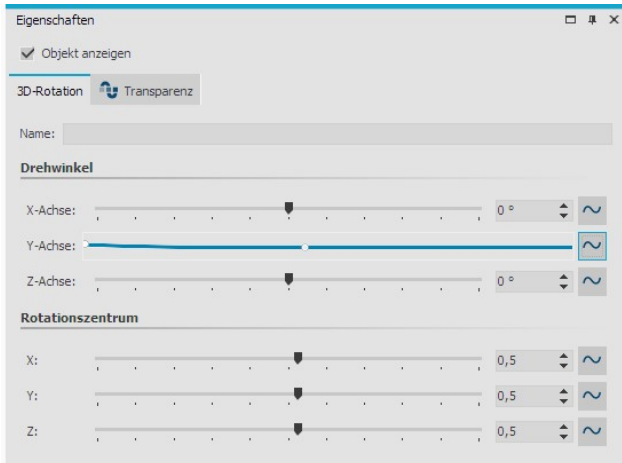 Eigenschaften
Objekt anzeigen
3D-Rotation Transparenz
Name:
Drehwinkel
X-Achse: 0 °
Y-Achse:
Z-Achse: 0 °
Rotationszentrum
X: 0,5
Y: 0,5
Z: 0,5